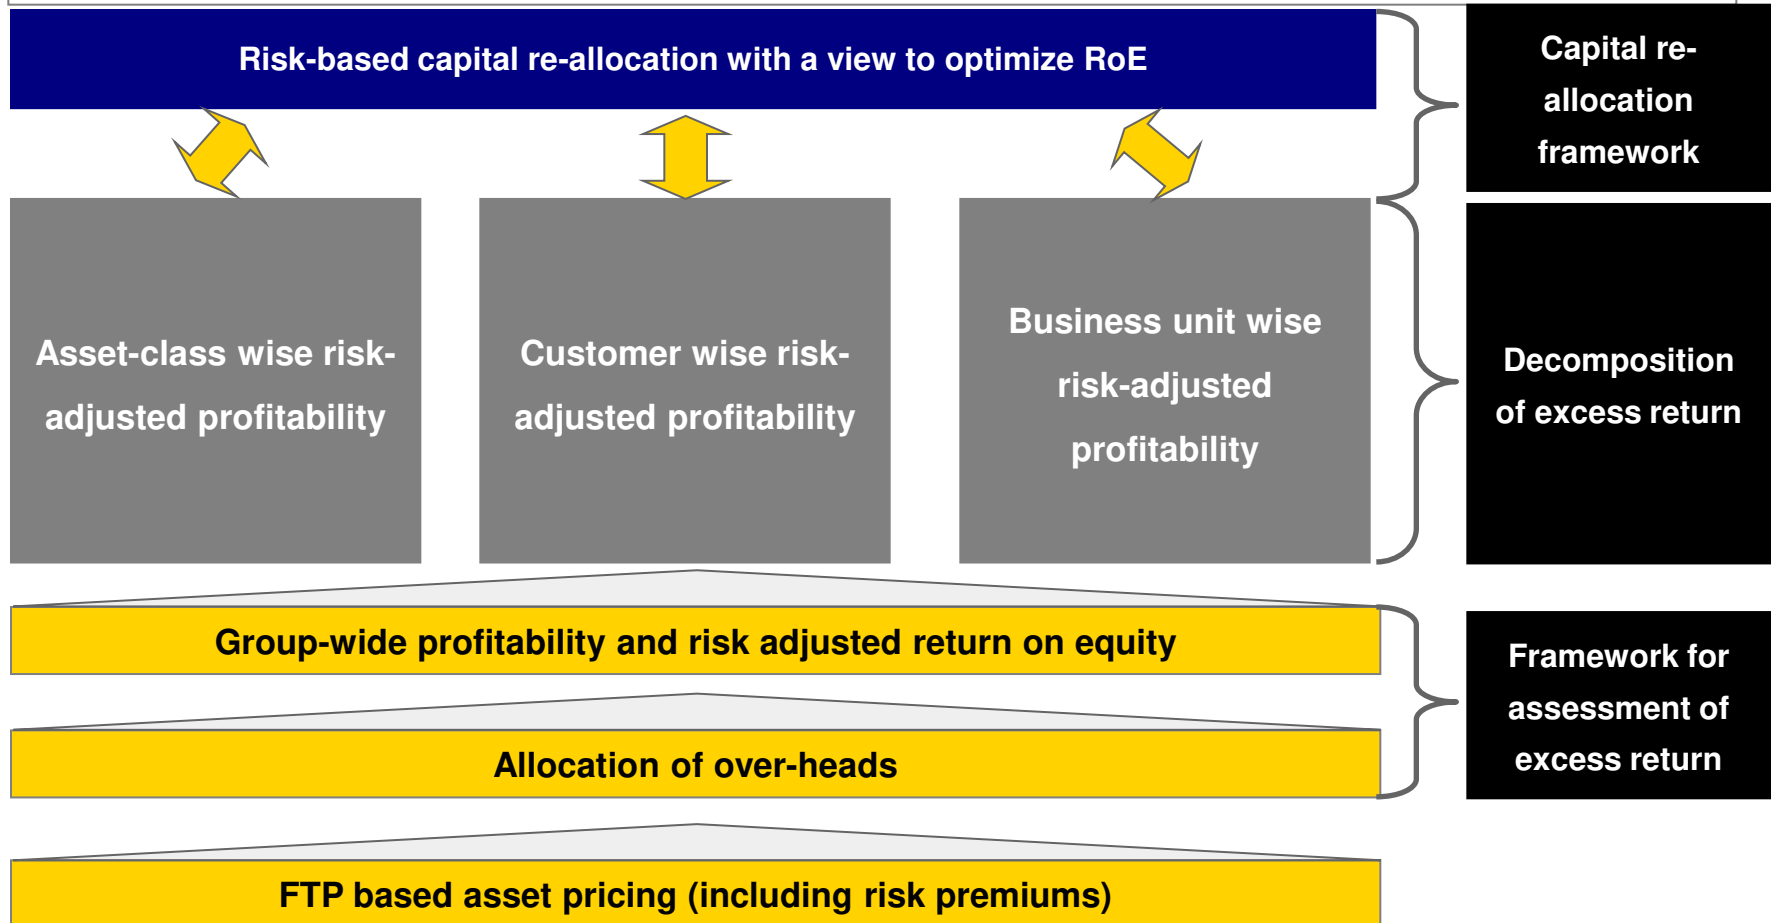 Risk-based capital re-allocation with a view to optimize RoE
Capital re-
allocation
framework
Asset-class wise risk-
adjusted profitability
Customer wise risk-
adjusted profitability
Business unit wise
risk-adjusted
profitability
Decomposition
of excess return
Group-wide profitability and risk adjusted return on equity
Allocation of over-heads
Framework for
assessment of
excess return
FTP based asset pricing (including risk premiums)